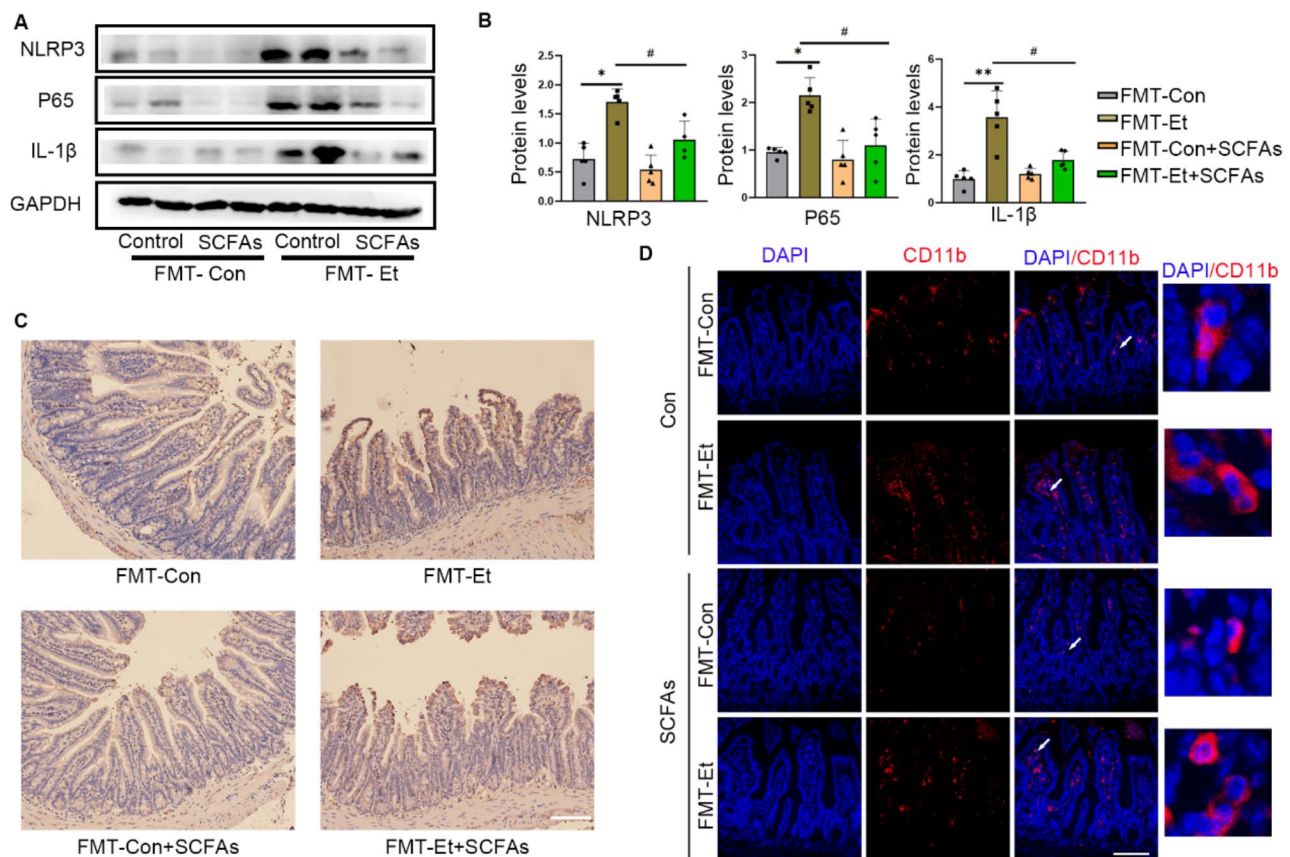 A
NLRP3
P65
IL-1β
GAPDH
Control SCFAs Control SCFAs
FMT- Con FMT- Et
B
Protein levels
2.5
2.0
1.5
1.0
0.5
0.0
* #
NLRP3
Protein levels
3
2
1
0
* #
P65
Protein levels
6
4
2
0
** #
IL-1β
FMT-Con
FMT-Et
FMT-Con+SCFAs
FMT-Et+SCFAs
C
FMT-Con FMT-Et
FMT-Con+SCFAs FMT-Et+SCFAs
D
DAPI CD11b DAPI/CD11b DAPI/CD11b
Con
FMT-Con
FMT-Et
SCFAs
FMT-Con
FMT-Et